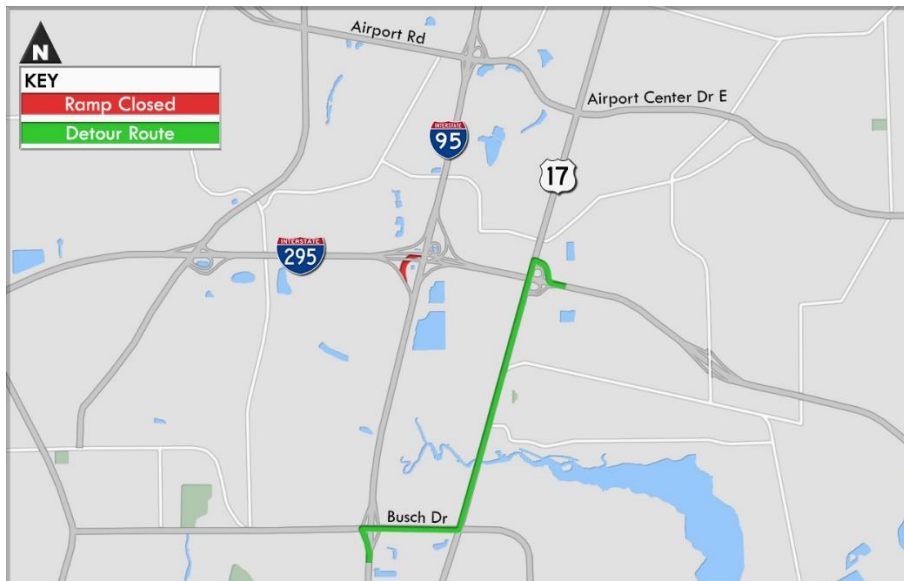 Airport Rd
N
KEY
Ramp Closed
Detour Route
Airport Center Dr E
INTERSTATE
95
17
INTERSTATE
295
Busch Dr